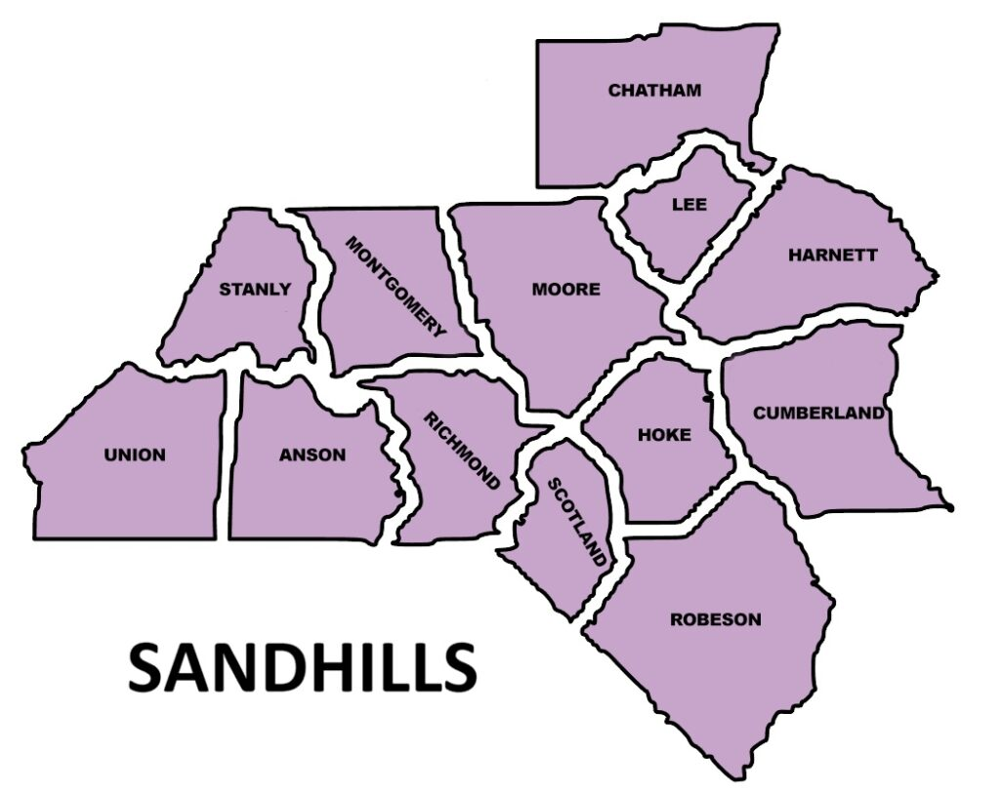 CHATHAM
LEE
HARNETT
STANLY
MONTGOMERY
MOORE
CUMBERLAND
UNION
ANSON
RICHMOND
HOKE
SCOTLAND
ROBESON
SANDHILLS